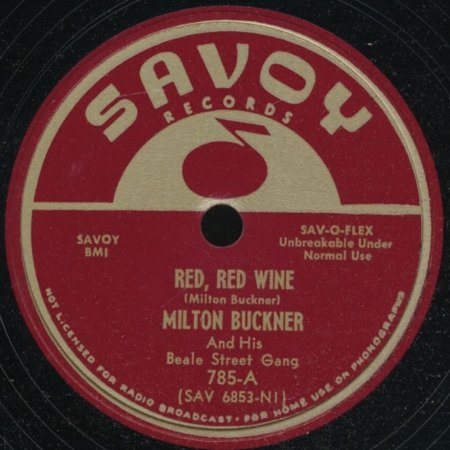 SAVOY
RECORDS
SAVOY
BMI
SAV-O-FLEX
Unbreakable Under
Normal Use
RED, RED WINE
(Milton Buckner)
MILTON BUCKNER
And His
Beale Street Gang
785-A
(SAV 6853-N1)
NOT LICENSED FOR RADIO BROADCAST • FOR HOME USE ON PHONOGRAPHS